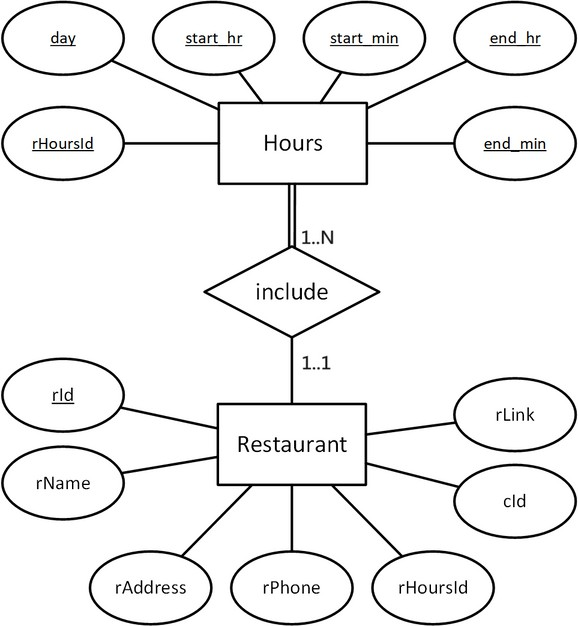 day
start_hr
start_min
end_hr
rHoursId
Hours
end_min
1..N
include
1..1
rId
rLink
Restaurant
rName
cId
rAddress
rPhone
rHoursId